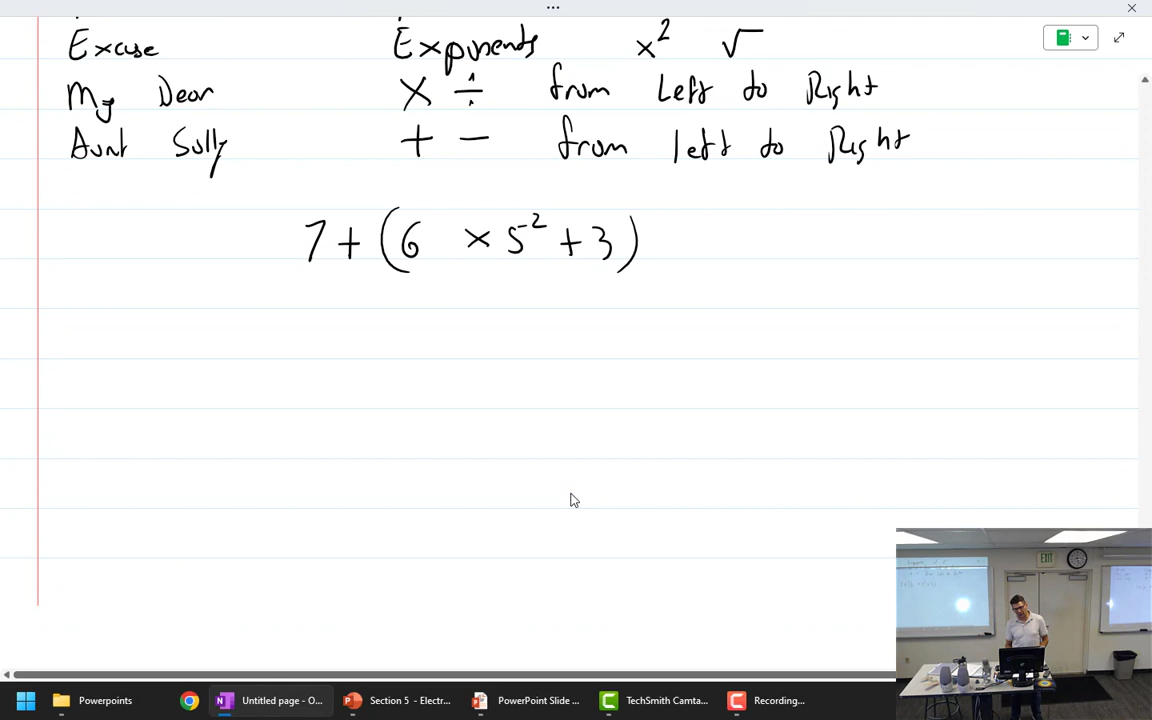 Excuse Exponents x² √
My Dear × ÷ from Left to Right
Aunt Sally + − from left to Right
7 + (6 × 5² + 3)
Powerpoints Untitled page - O... Section 5 - Electr... PowerPoint Slide ... TechSmith Camta... Recording...
EXIT